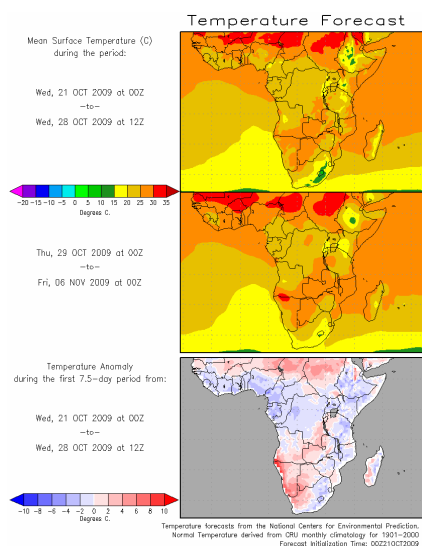 Temperature Forecast
Mean Surface Temperature (C)
during the period:
Wed, 21 OCT 2009 at 00Z
-to-
Wed, 28 OCT 2009 at 12Z
-20 -15 -10 -5 0 5 10 15 20 25 30 35
Degrees C.
Thu, 29 OCT 2009 at 00Z
-to-
Fri, 06 NOV 2009 at 00Z
Temperature Anomaly
during the first 7.5-day period from:
Wed, 21 OCT 2009 at 00Z
-to-
Wed, 28 OCT 2009 at 12Z
-10 -8 -6 -4 -2 0 2 4 6 8 10
Degrees C.
Temperature forecasts from the National Centers for Environmental Prediction.
Normal Temperature derived from CRU monthly climatology for 1901-2000
Forecast Initialization Time: 00Z21OCT2009